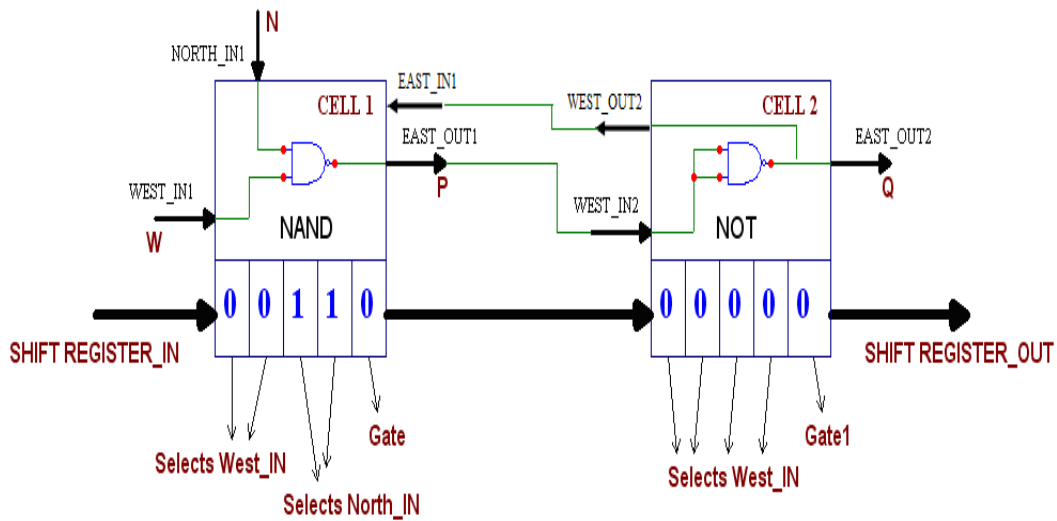 N
NORTH_IN1
EAST_IN1
WEST_OUT2
CELL 1
CELL 2
EAST_OUT1
EAST_OUT2
P
Q
WEST_IN1
WEST_IN2
W
NAND
NOT
0 0 1 1 0
0 0 0 0 0
SHIFT REGISTER_IN
SHIFT REGISTER_OUT
Gate
Gate1
Selects West_IN
Selects West_IN
Selects North_IN